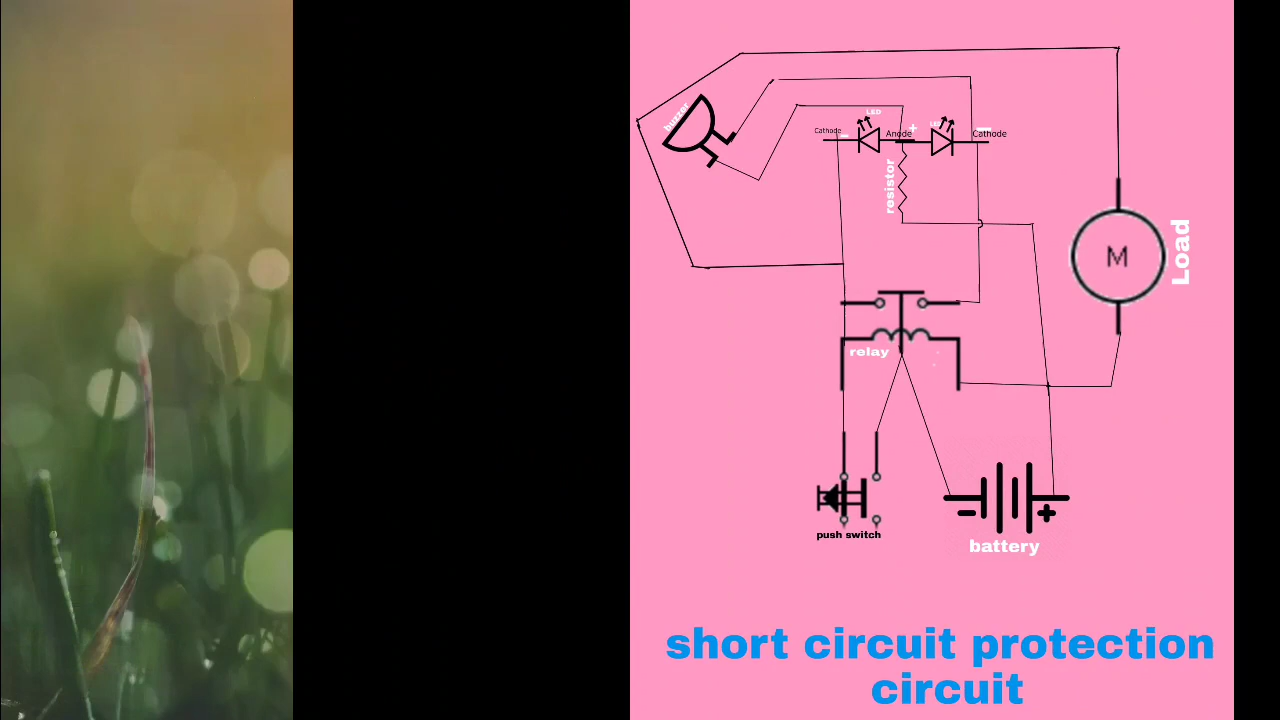 buzzer
LED
Cathode
−
Anode
+
LED
−
Cathode
resistor
M
Load
relay
push switch
−
+
battery
short circuit protection
circuit